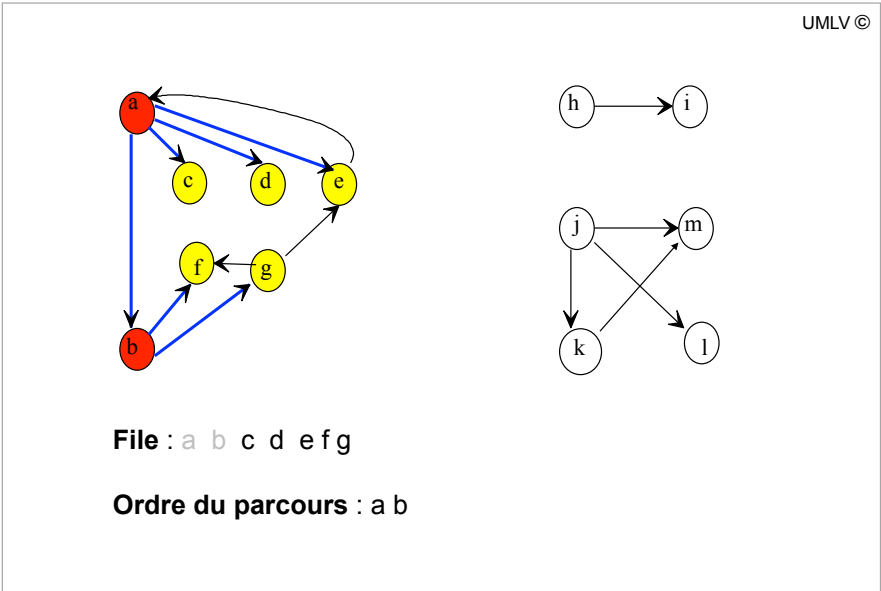 UMLV ©
a
h i
c d e
j m
f g
b k l
File : a b c d e f g
Ordre du parcours : a b